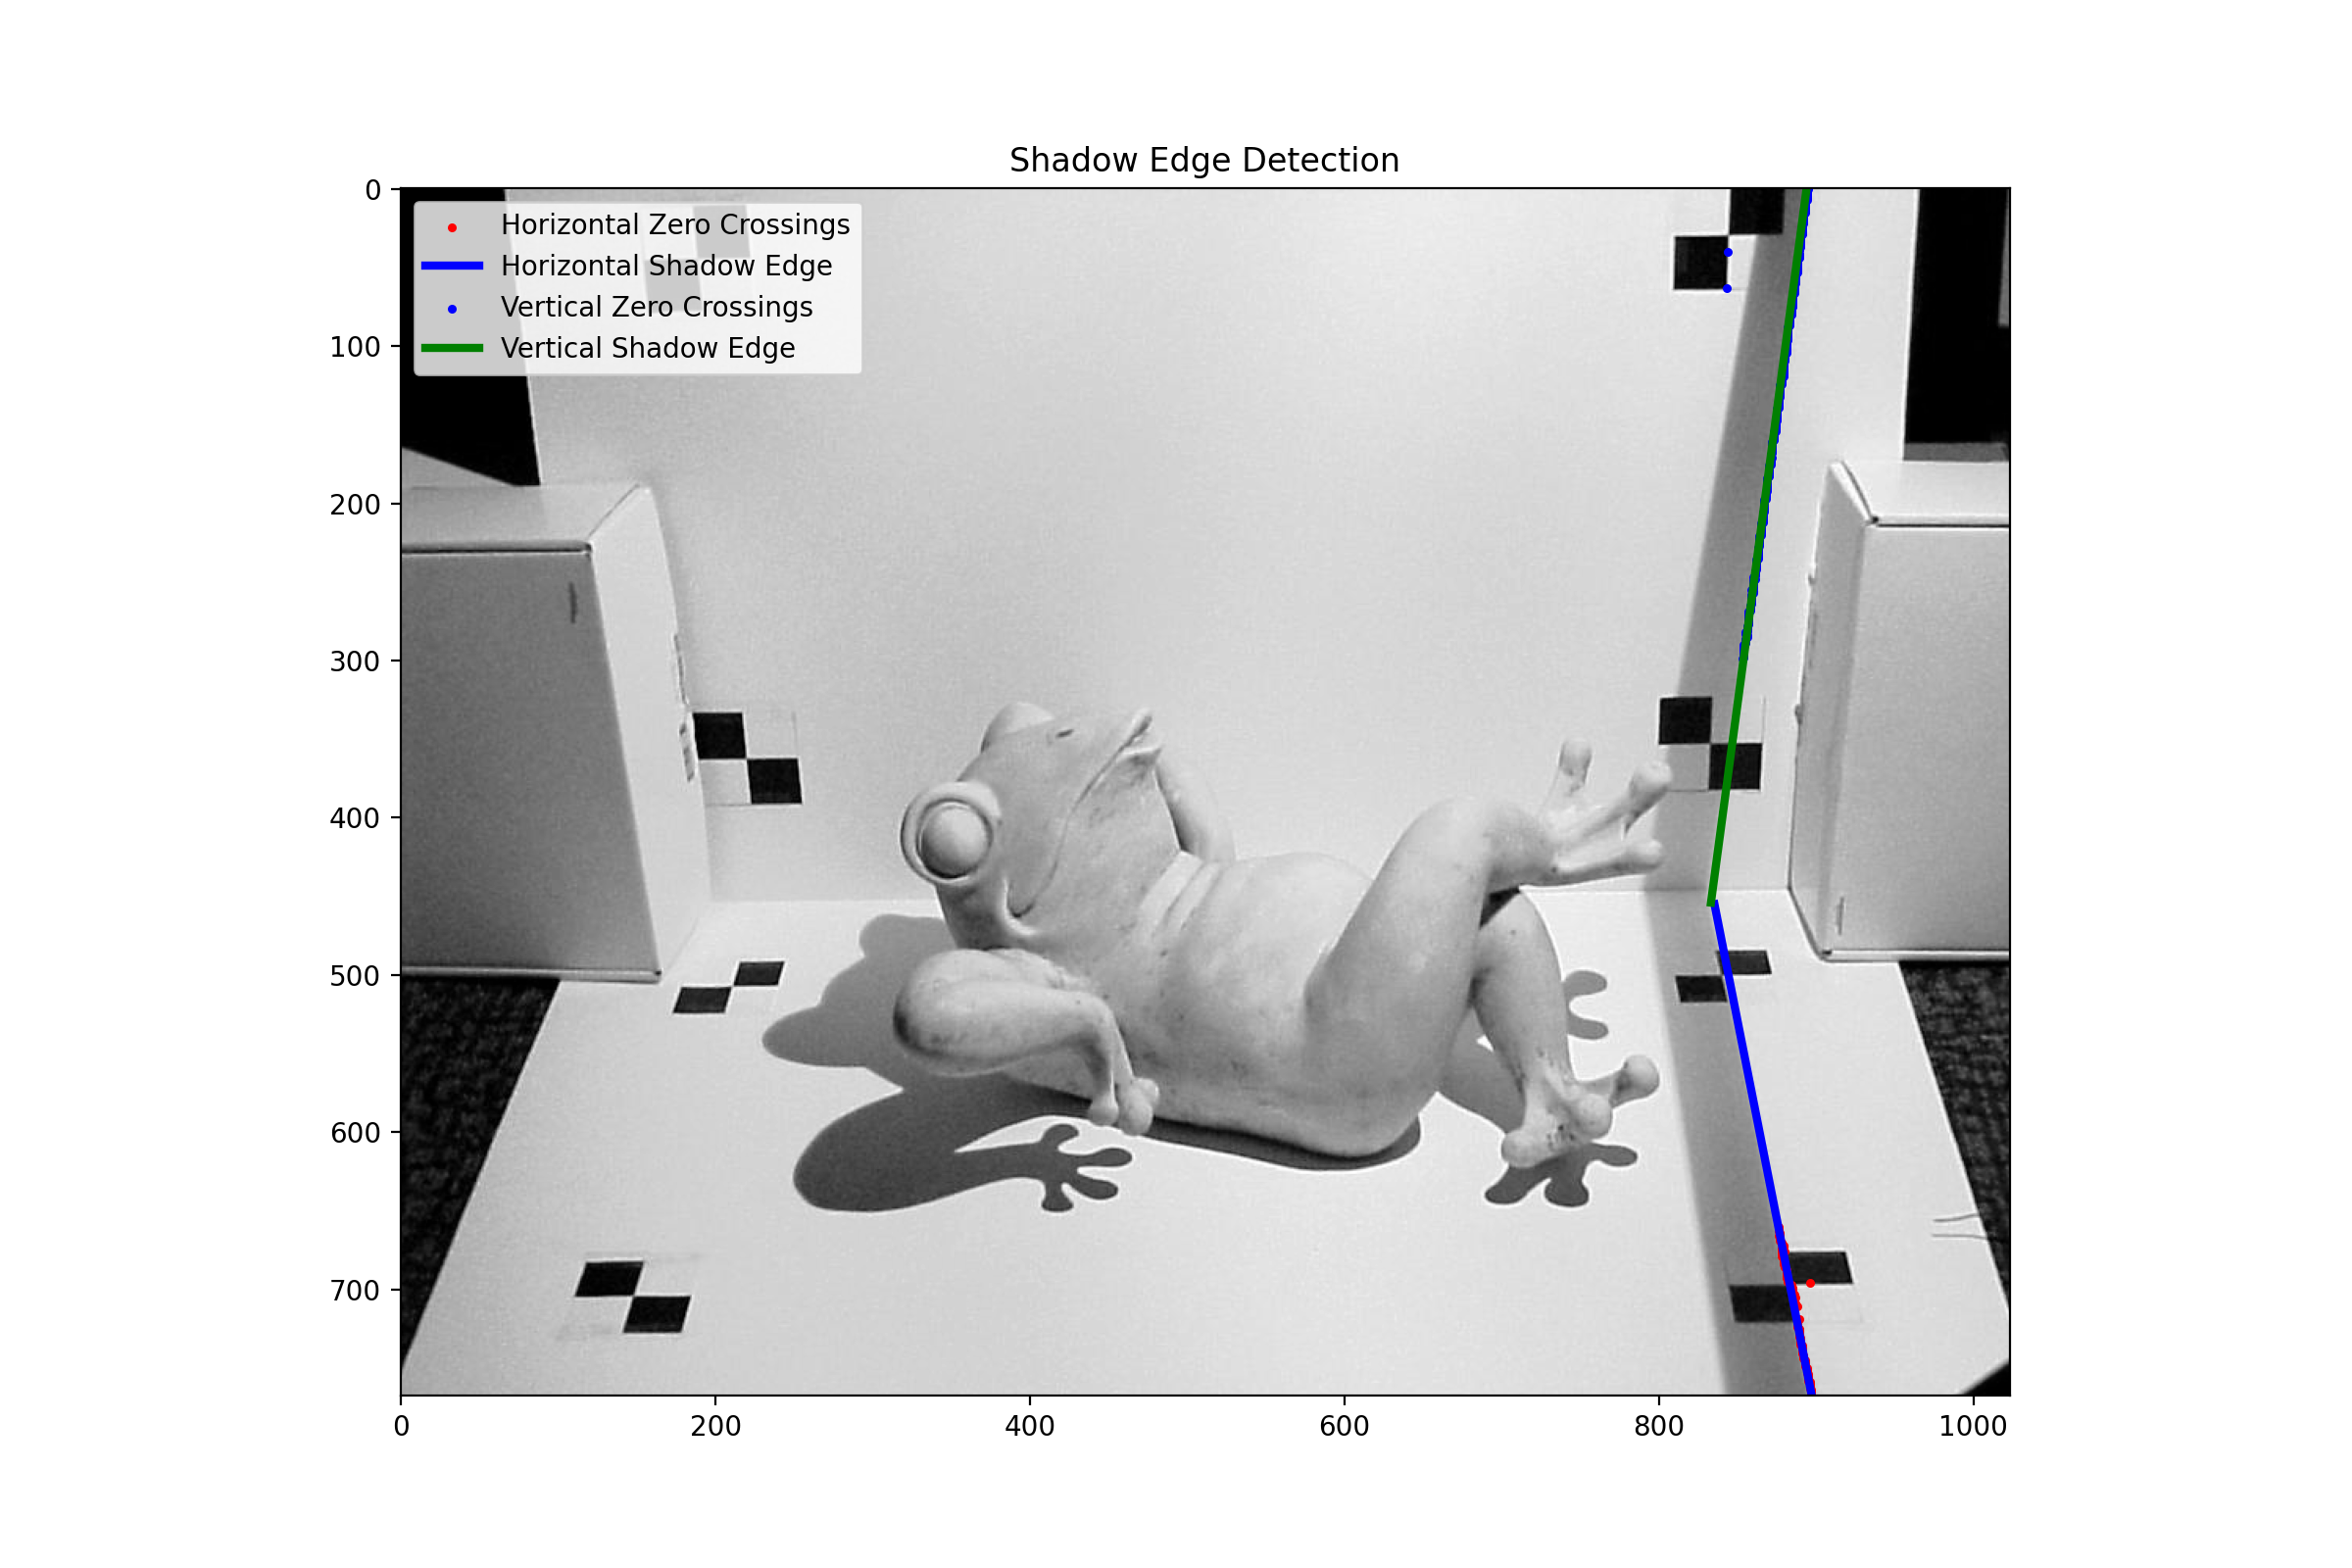 Shadow Edge Detection
Horizontal Zero Crossings
Horizontal Shadow Edge
Vertical Zero Crossings
Vertical Shadow Edge
0
100
200
300
400
500
600
700
0
200
400
600
800
1000